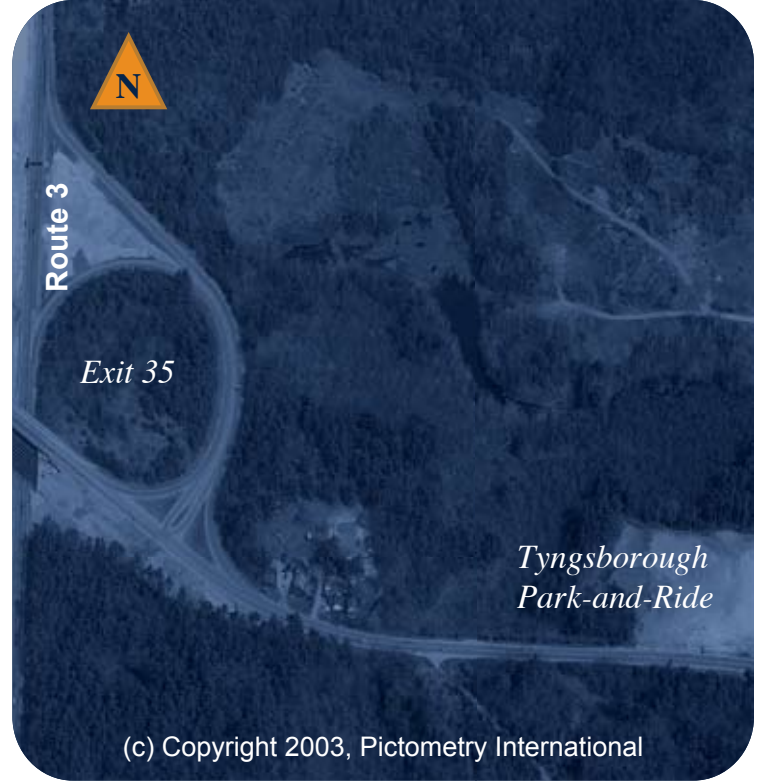 N
Route 3
Exit 35
Tyngsborough
Park-and-Ride
(c) Copyright 2003, Pictometry International